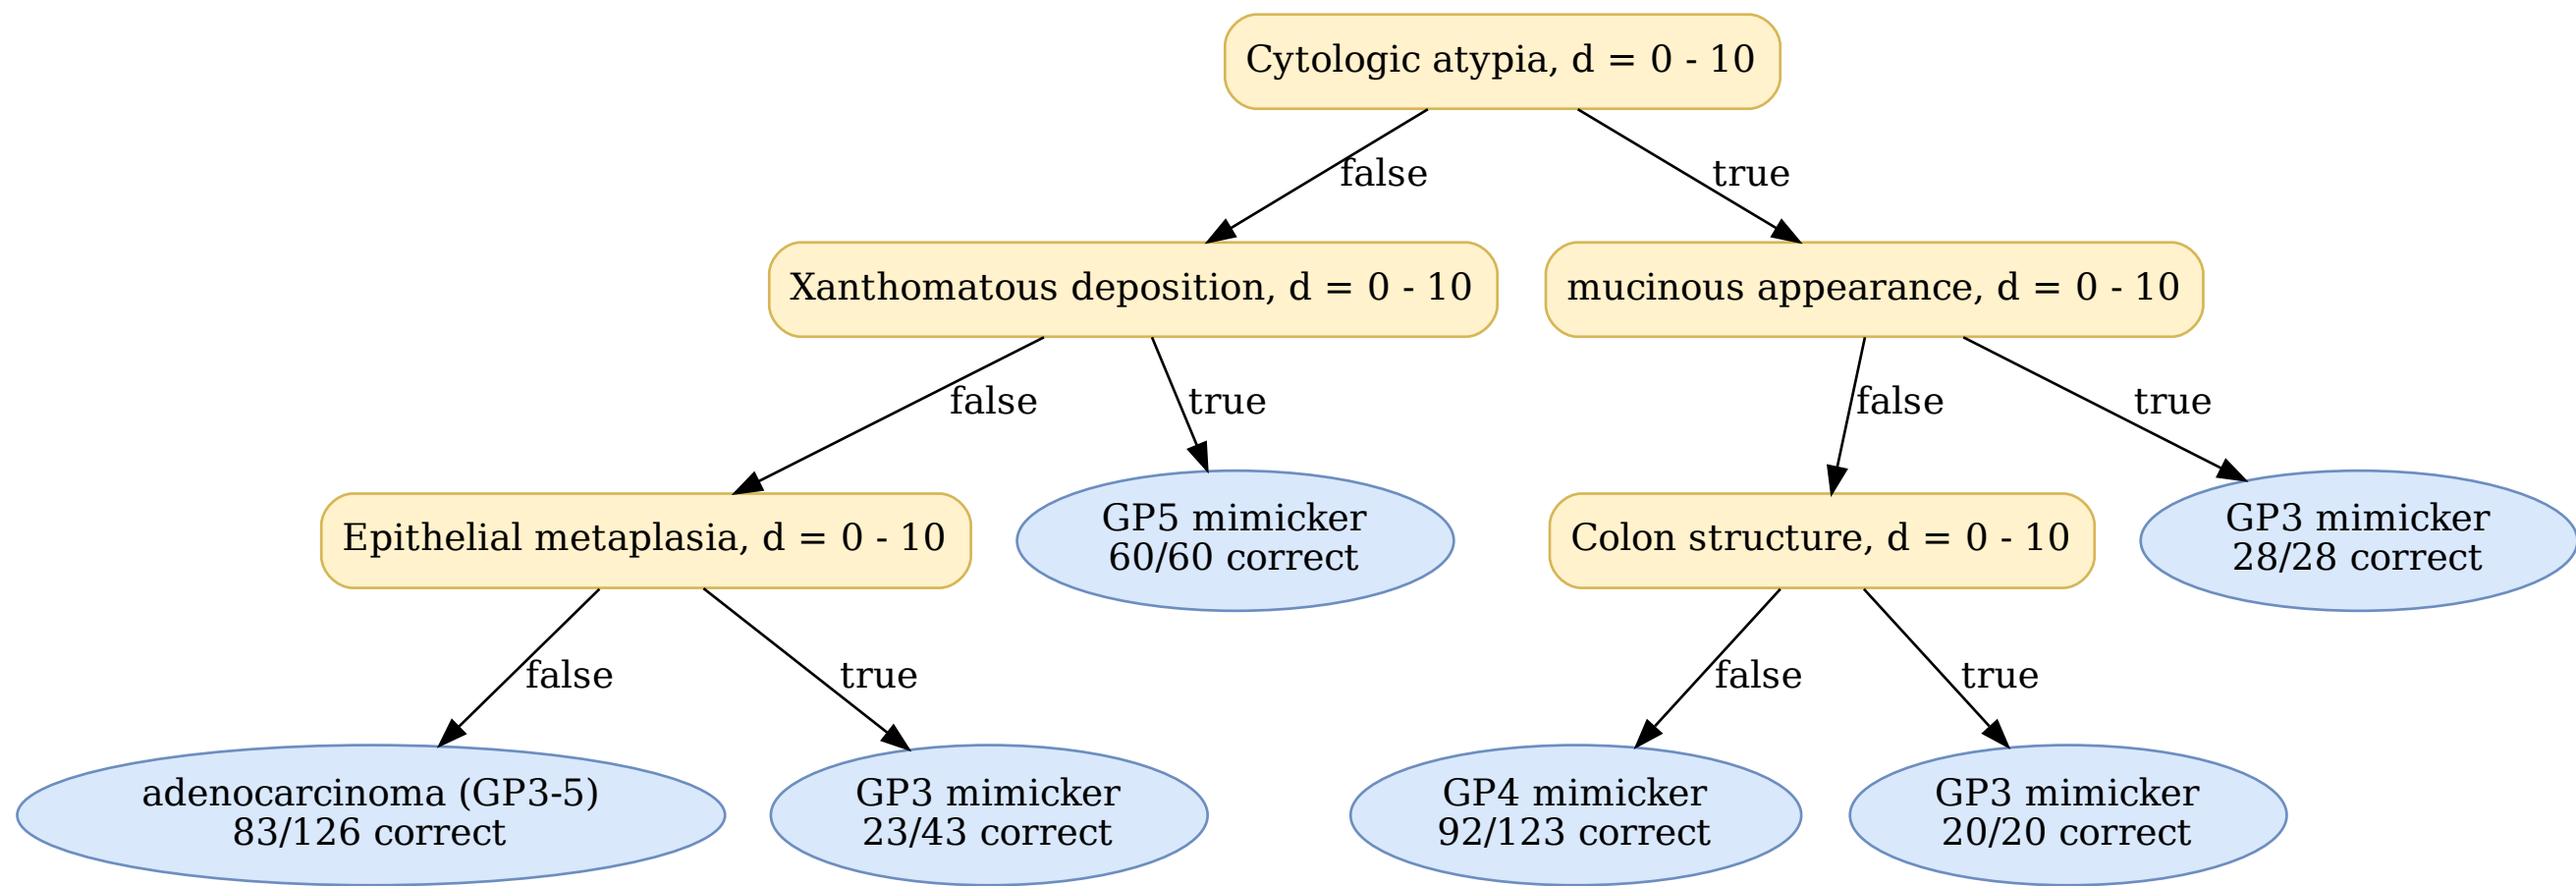 Cytologic atypia, d = 0 - 10
false
true
Xanthomatous deposition, d = 0 - 10
mucinous appearance, d = 0 - 10
false
true
false
true
Epithelial metaplasia, d = 0 - 10
GP5 mimicker
60/60 correct
Colon structure, d = 0 - 10
GP3 mimicker
28/28 correct
false
true
false
true
adenocarcinoma (GP3-5)
83/126 correct
GP3 mimicker
23/43 correct
GP4 mimicker
92/123 correct
GP3 mimicker
20/20 correct